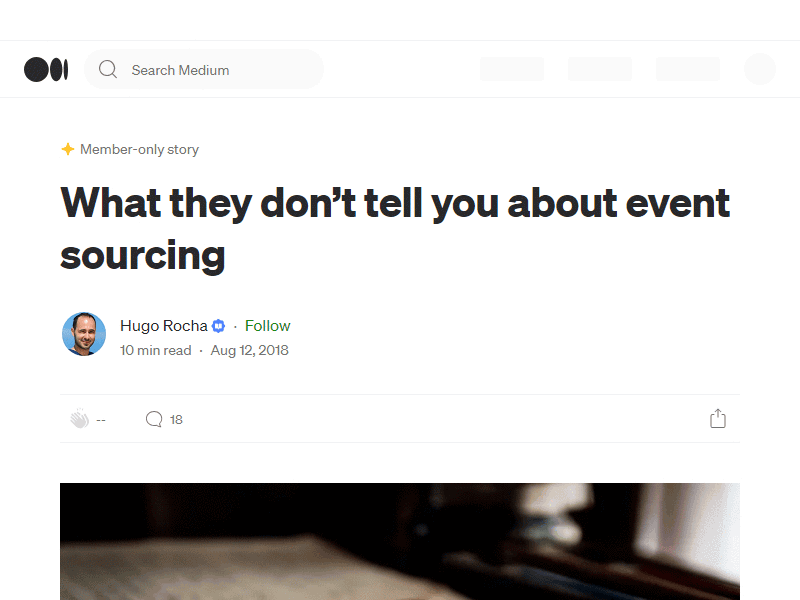 Search Medium
Member-only story
What they don’t tell you about event
sourcing
Hugo Rocha · Follow
10 min read · Aug 12, 2018
--
18